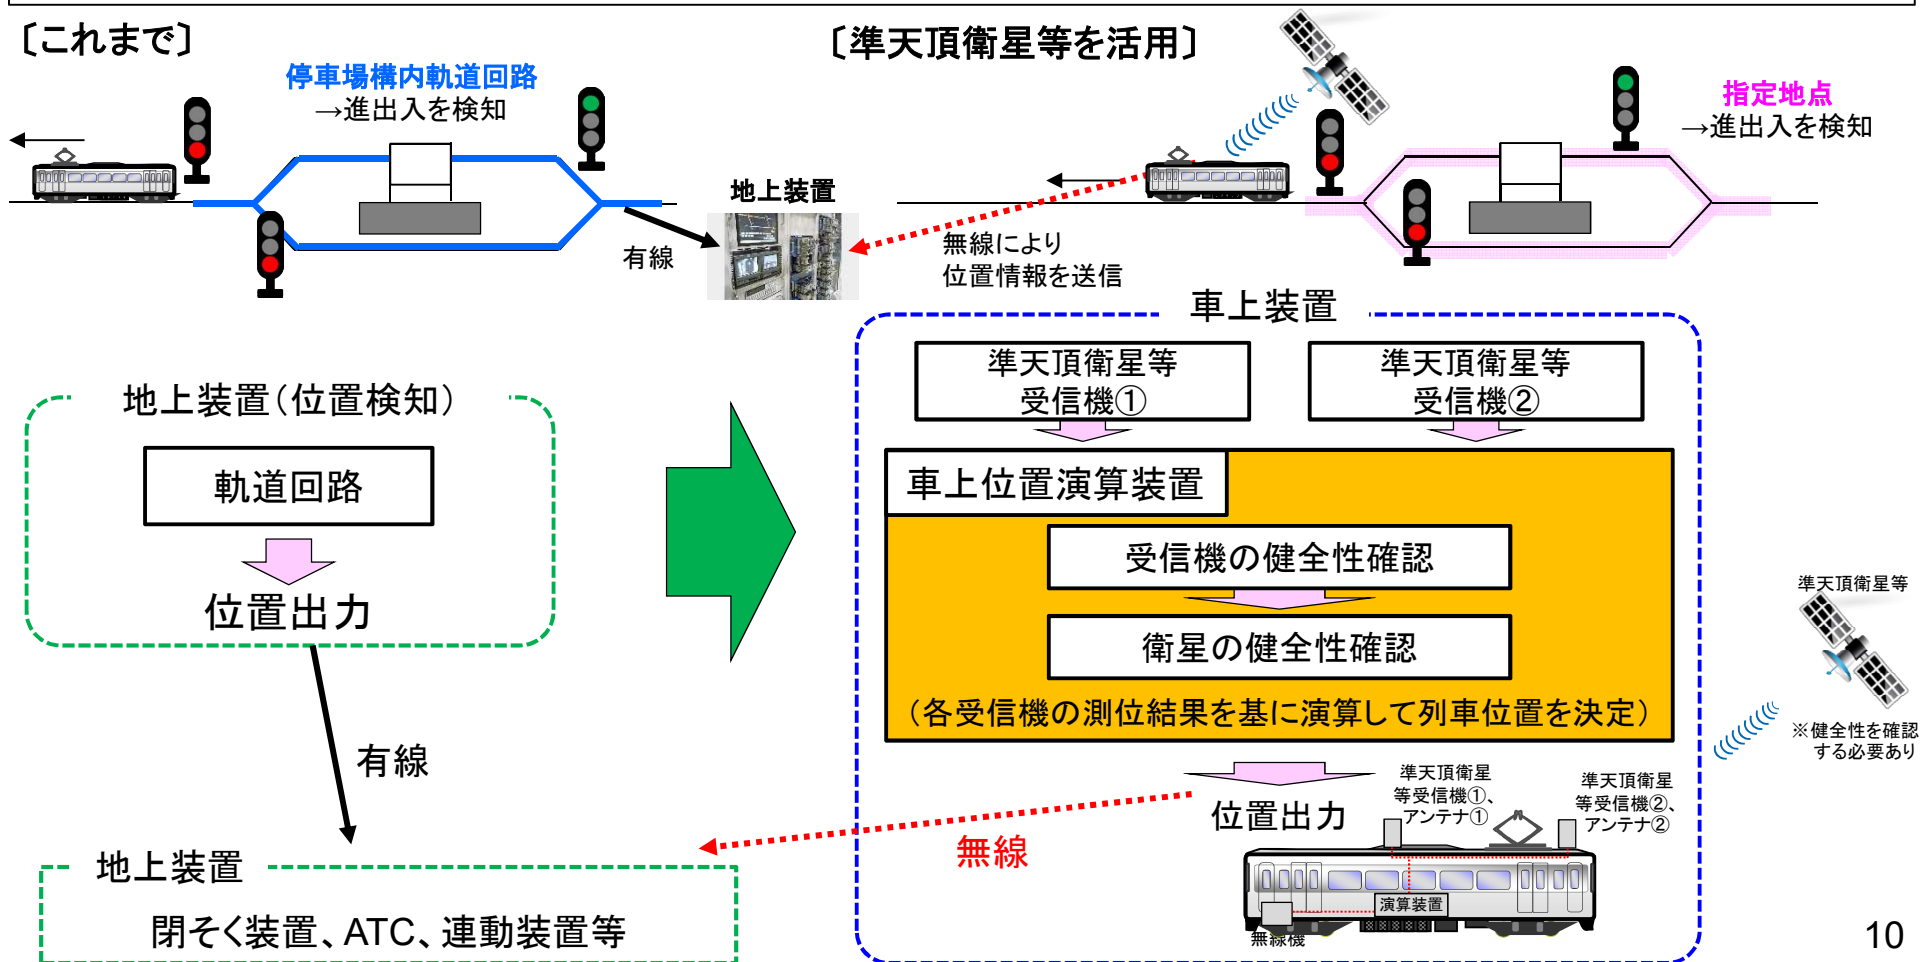 〔これまで〕
停車場構内軌道回路
→進出入を検知
有線
地上装置
〔準天頂衛星等を活用〕
指定地点
→進出入を検知
無線により
位置情報を送信
地上装置（位置検知）
軌道回路
位置出力
有線
地上装置
閉そく装置、ATC、連動装置等
車上装置
準天頂衛星等
受信機①
準天頂衛星等
受信機②
車上位置演算装置
受信機の健全性確認
衛星の健全性確認
（各受信機の測位結果を基に演算して列車位置を決定）
位置出力
無線
準天頂衛星
等受信機①、
アンテナ①
準天頂衛星
等受信機②、
アンテナ②
演算装置
無線機
準天頂衛星等
※健全性を確認
する必要あり
10